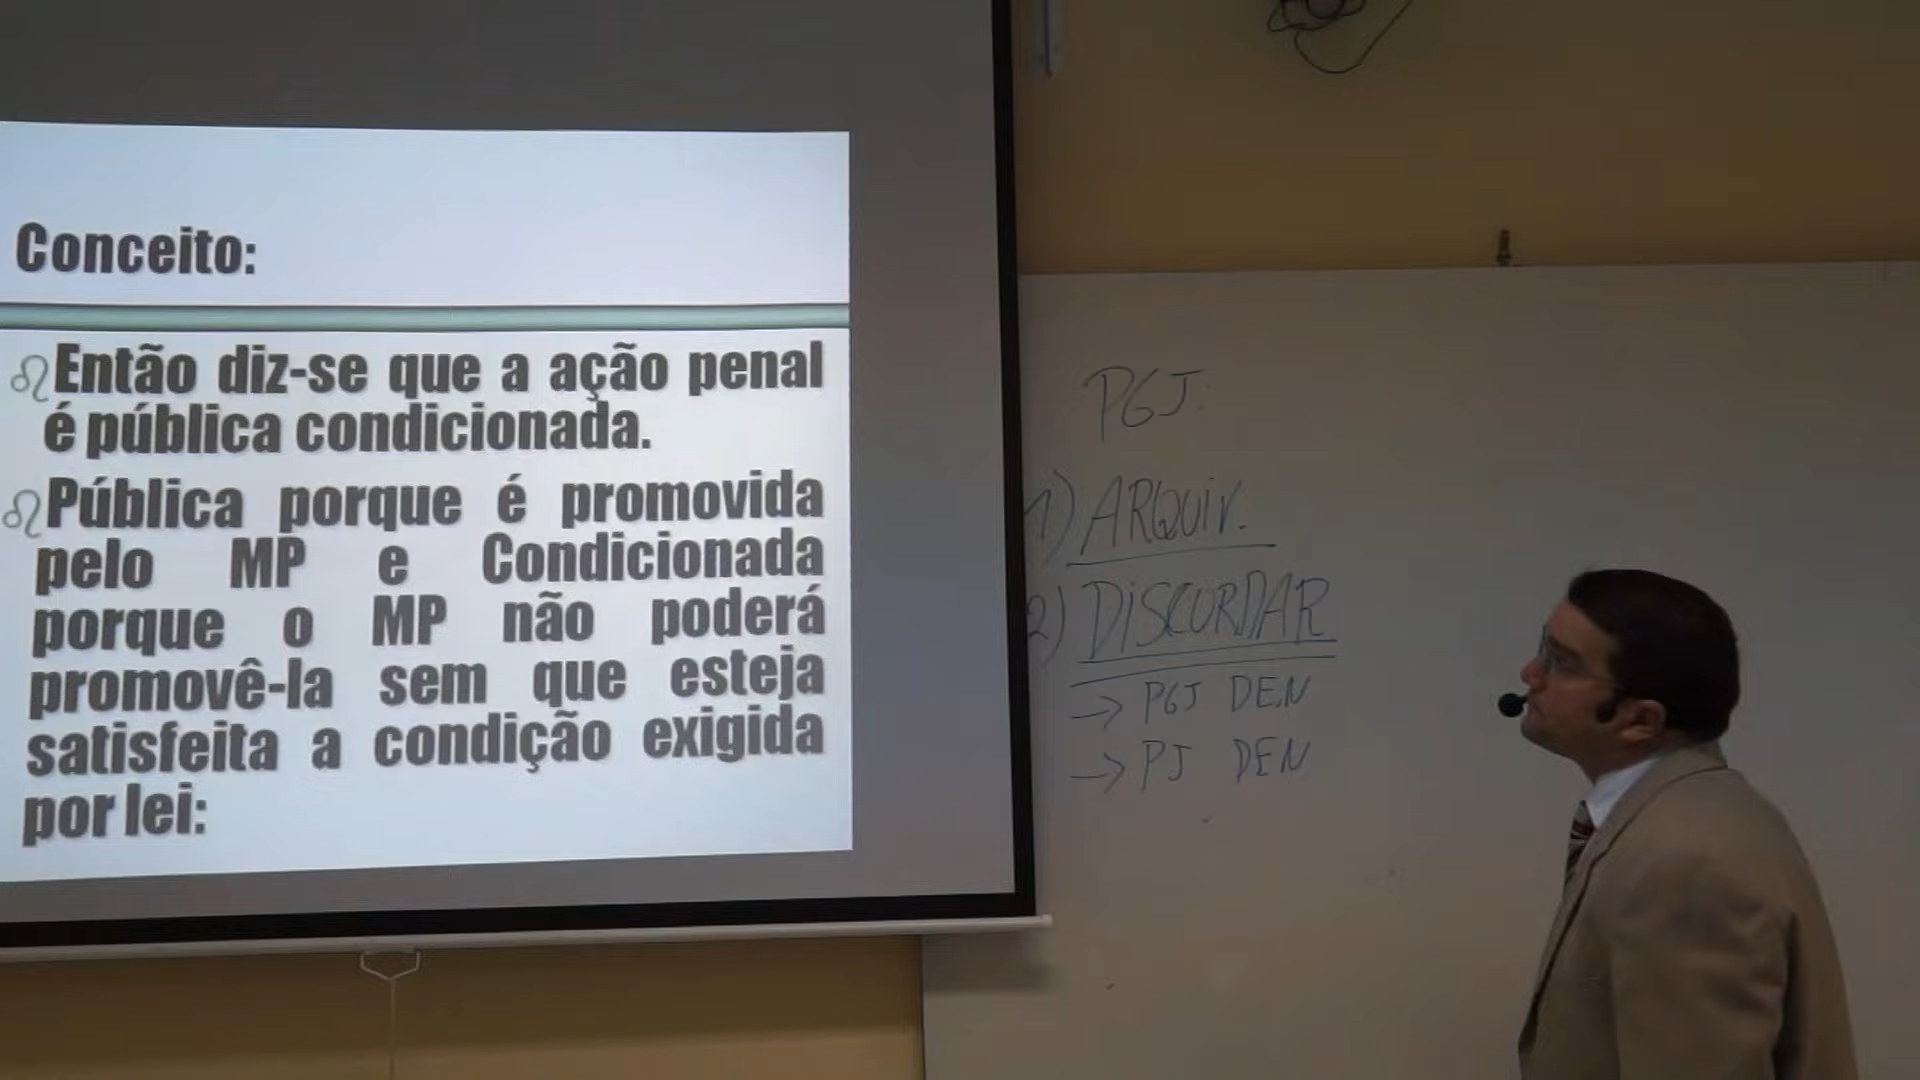 Conceito:
Então diz-se que a ação penal
é pública condicionada.
Pública porque é promovida
pelo MP e Condicionada
porque o MP não poderá
promovê-la sem que esteja
satisfeita a condição exigida
por lei:
PGJ:
1) ARQUIV.
2) DISCORDAR
→ PGJ DEN
→ PJ DEN